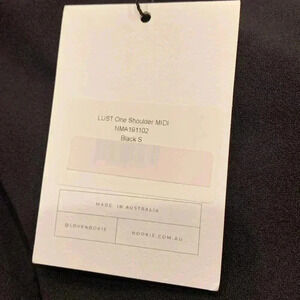 LUST One Shoulder MIDI
NMA191102
Black S
MADE IN AUSTRALIA
@LOVENOOKIE
NOOKIE.COM.AU